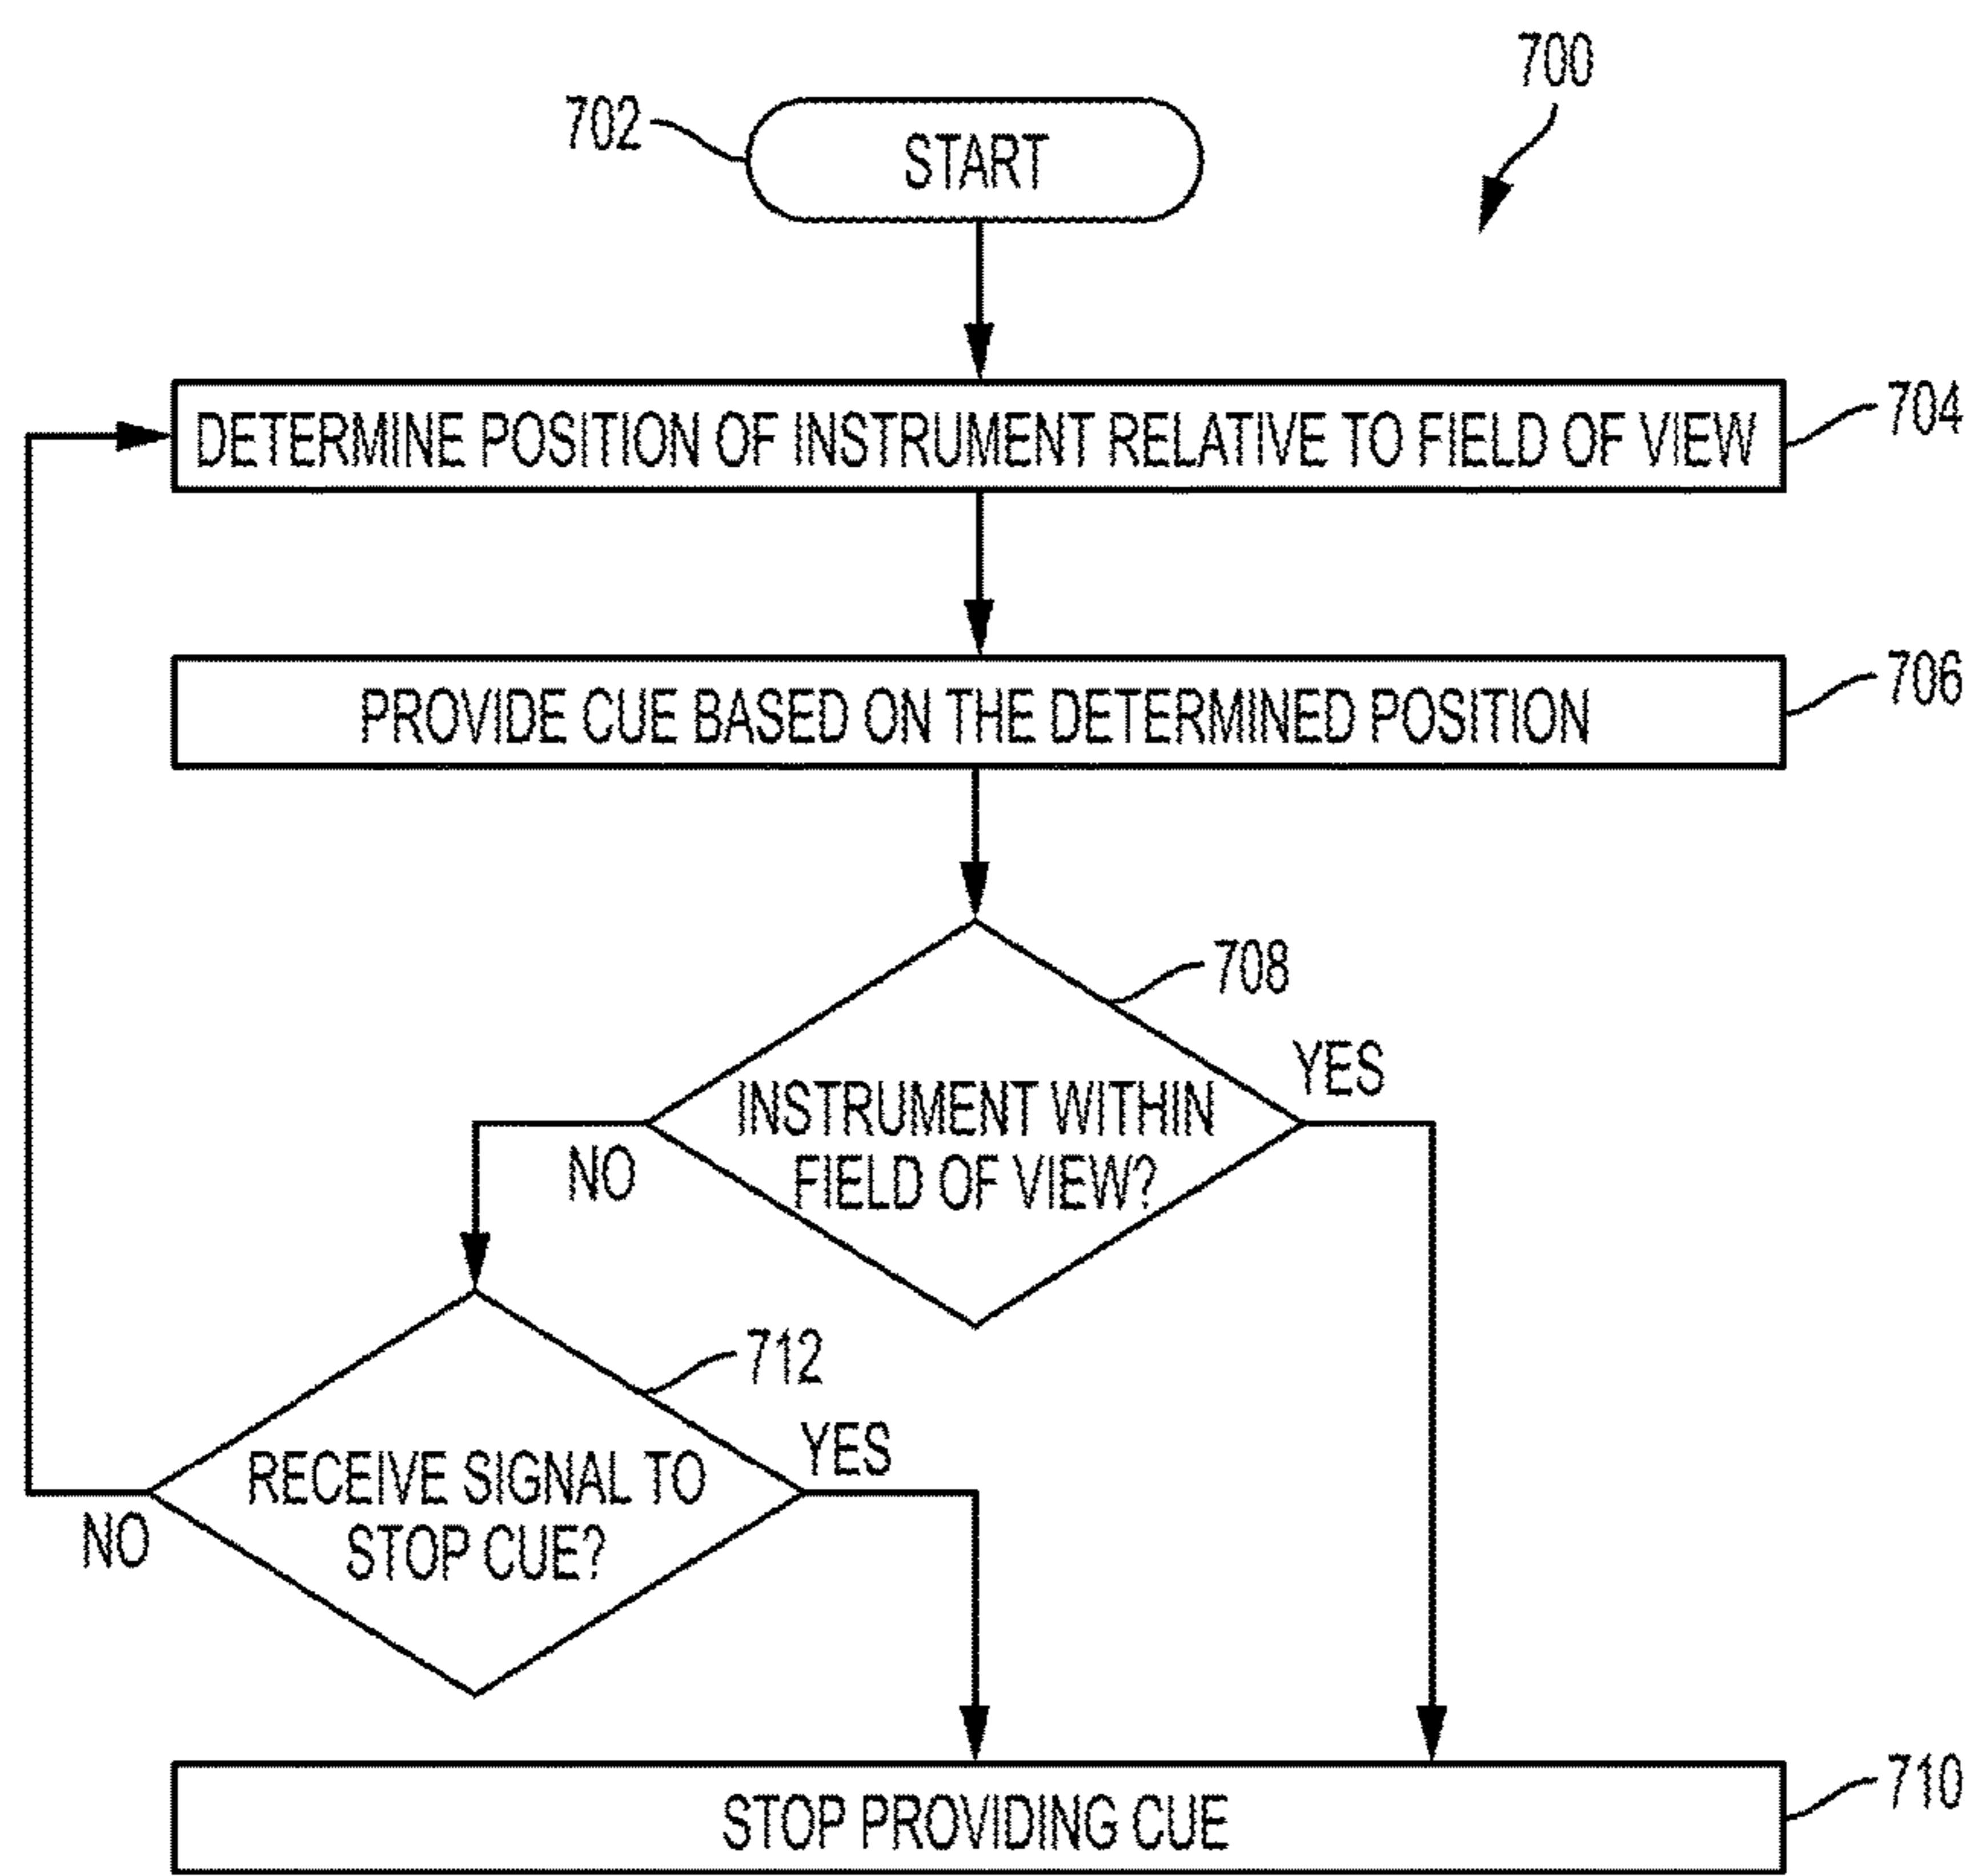 700
702
START
DETERMINE POSITION OF INSTRUMENT RELATIVE TO FIELD OF VIEW
704
PROVIDE CUE BASED ON THE DETERMINED POSITION
706
708
INSTRUMENT WITHIN
FIELD OF VIEW?
YES
NO
712
RECEIVE SIGNAL TO
STOP CUE?
YES
NO
STOP PROVIDING CUE
710